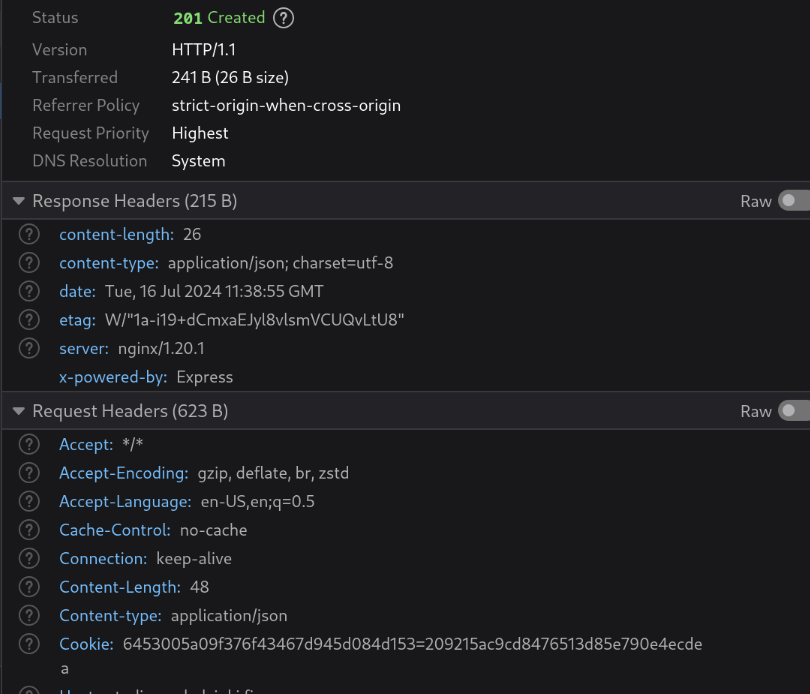 Status 201 Created ?
Version HTTP/1.1
Transferred 241 B (26 B size)
Referrer Policy strict-origin-when-cross-origin
Request Priority Highest
DNS Resolution System
Response Headers (215 B) Raw
? content-length: 26
? content-type: application/json; charset=utf-8
? date: Tue, 16 Jul 2024 11:38:55 GMT
? etag: W/"1a-i19+dCmxaEJyl8vlsmVCUQvLtU8"
? server: nginx/1.20.1
x-powered-by: Express
Request Headers (623 B) Raw
? Accept: */*
? Accept-Encoding: gzip, deflate, br, zstd
? Accept-Language: en-US,en;q=0.5
? Cache-Control: no-cache
? Connection: keep-alive
? Content-Length: 48
? Content-type: application/json
? Cookie: 6453005a09f376f43467d945d084d153=209215ac9cd8476513d85e790e4ecde
a